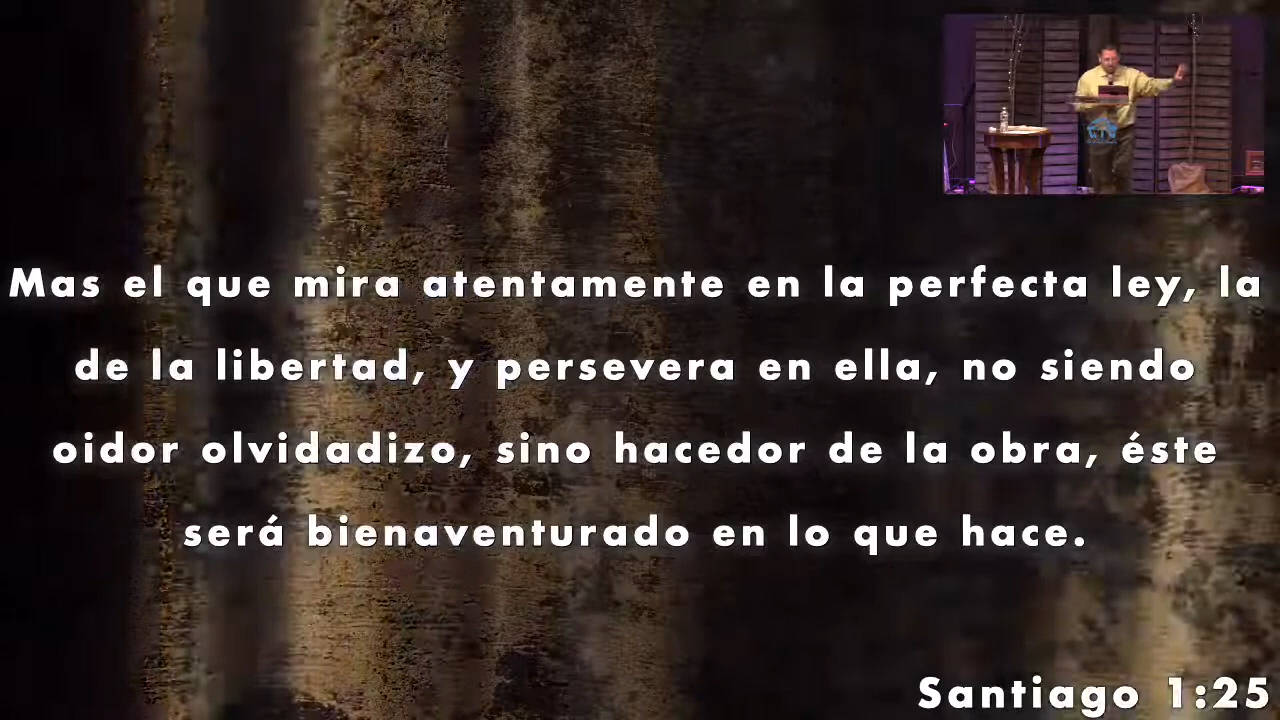 Mas el que mira atentamente en la perfecta ley, la
de la libertad, y persevera en ella, no siendo
oidor olvidadizo, sino hacedor de la obra, éste
será bienaventurado en lo que hace.
Santiago 1:25